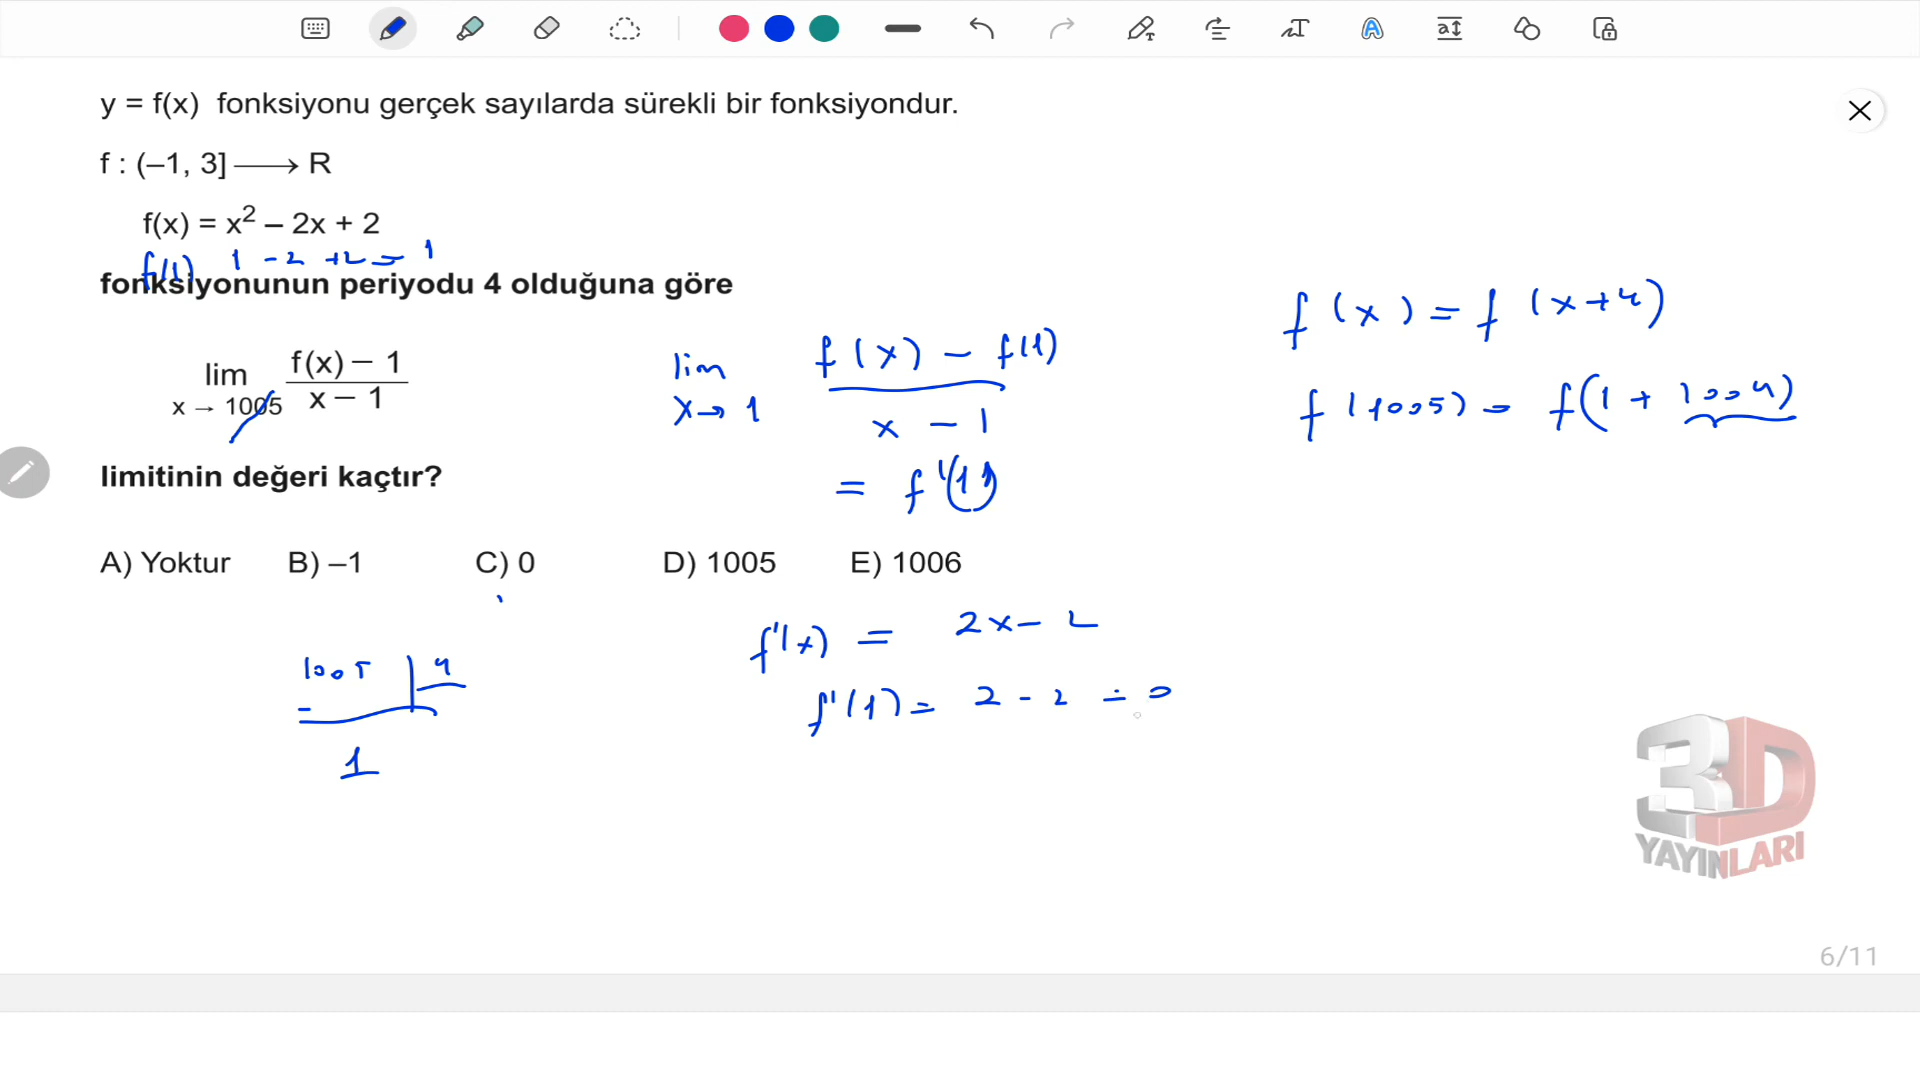 y = f(x) fonksiyonu gerçek sayılarda sürekli bir fonksiyondur.
f : (–1, 3] ⟶ R
f(x) = x² – 2x + 2
f(1) 1 - 2 + 2 = 1
fonksiyonunun periyodu 4 olduğuna göre
lim x → 1005 f(x) – 1 / x – 1
limitinin değeri kaçtır?
A) Yoktur B) –1 C) 0 D) 1005 E) 1006
lim x → 1 f(x) - f(1) / x - 1
= f'(1)
f(x) = f(x+4)
f(1005) = f(1 + 1004)
f'(x) = 2x - 2
f'(1) = 2 - 2 = 0
1005 | 4
1
3D
YAYINLARI
6/11